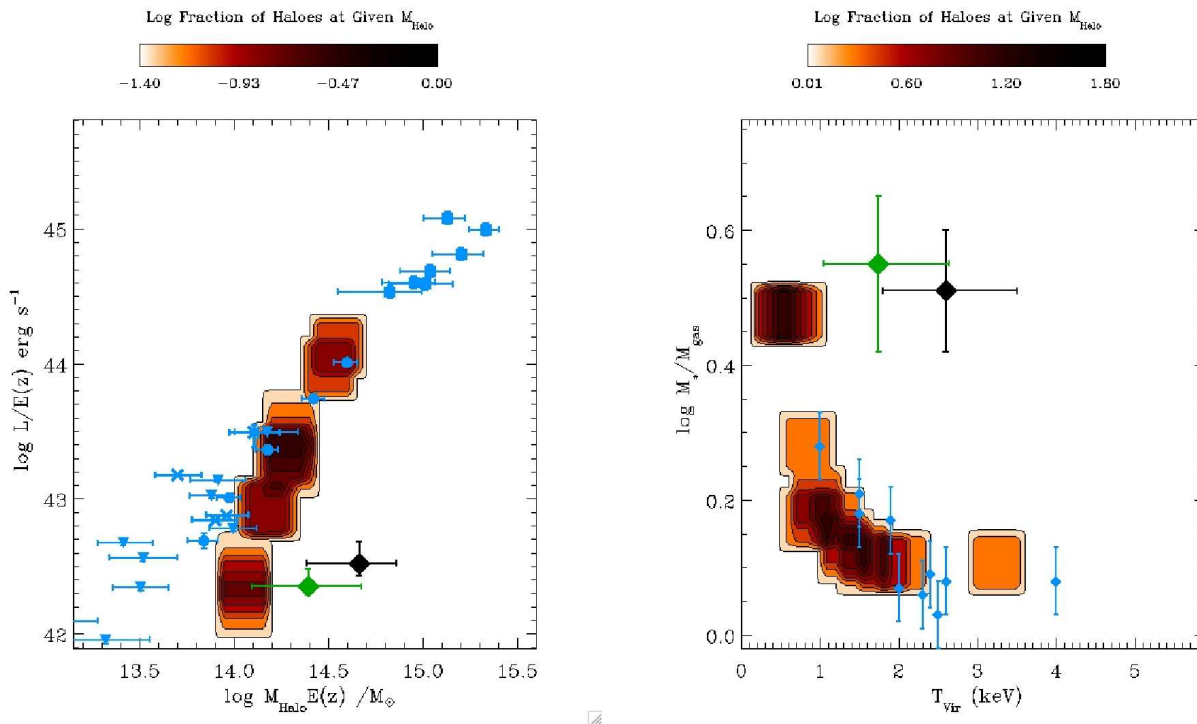 Log Fraction of Haloes at Given M_Halo
−1.40 −0.93 −0.47 0.00
45
44
43
42
log L/E(z) erg s⁻¹
13.5 14.0 14.5 15.0 15.5
log M_Halo E(z) /M_⊙
Log Fraction of Haloes at Given M_Halo
0.01 0.60 1.20 1.80
0.6
0.4
0.2
0.0
log M_*/M_gas
0 1 2 3 4 5
T_Vir (keV)